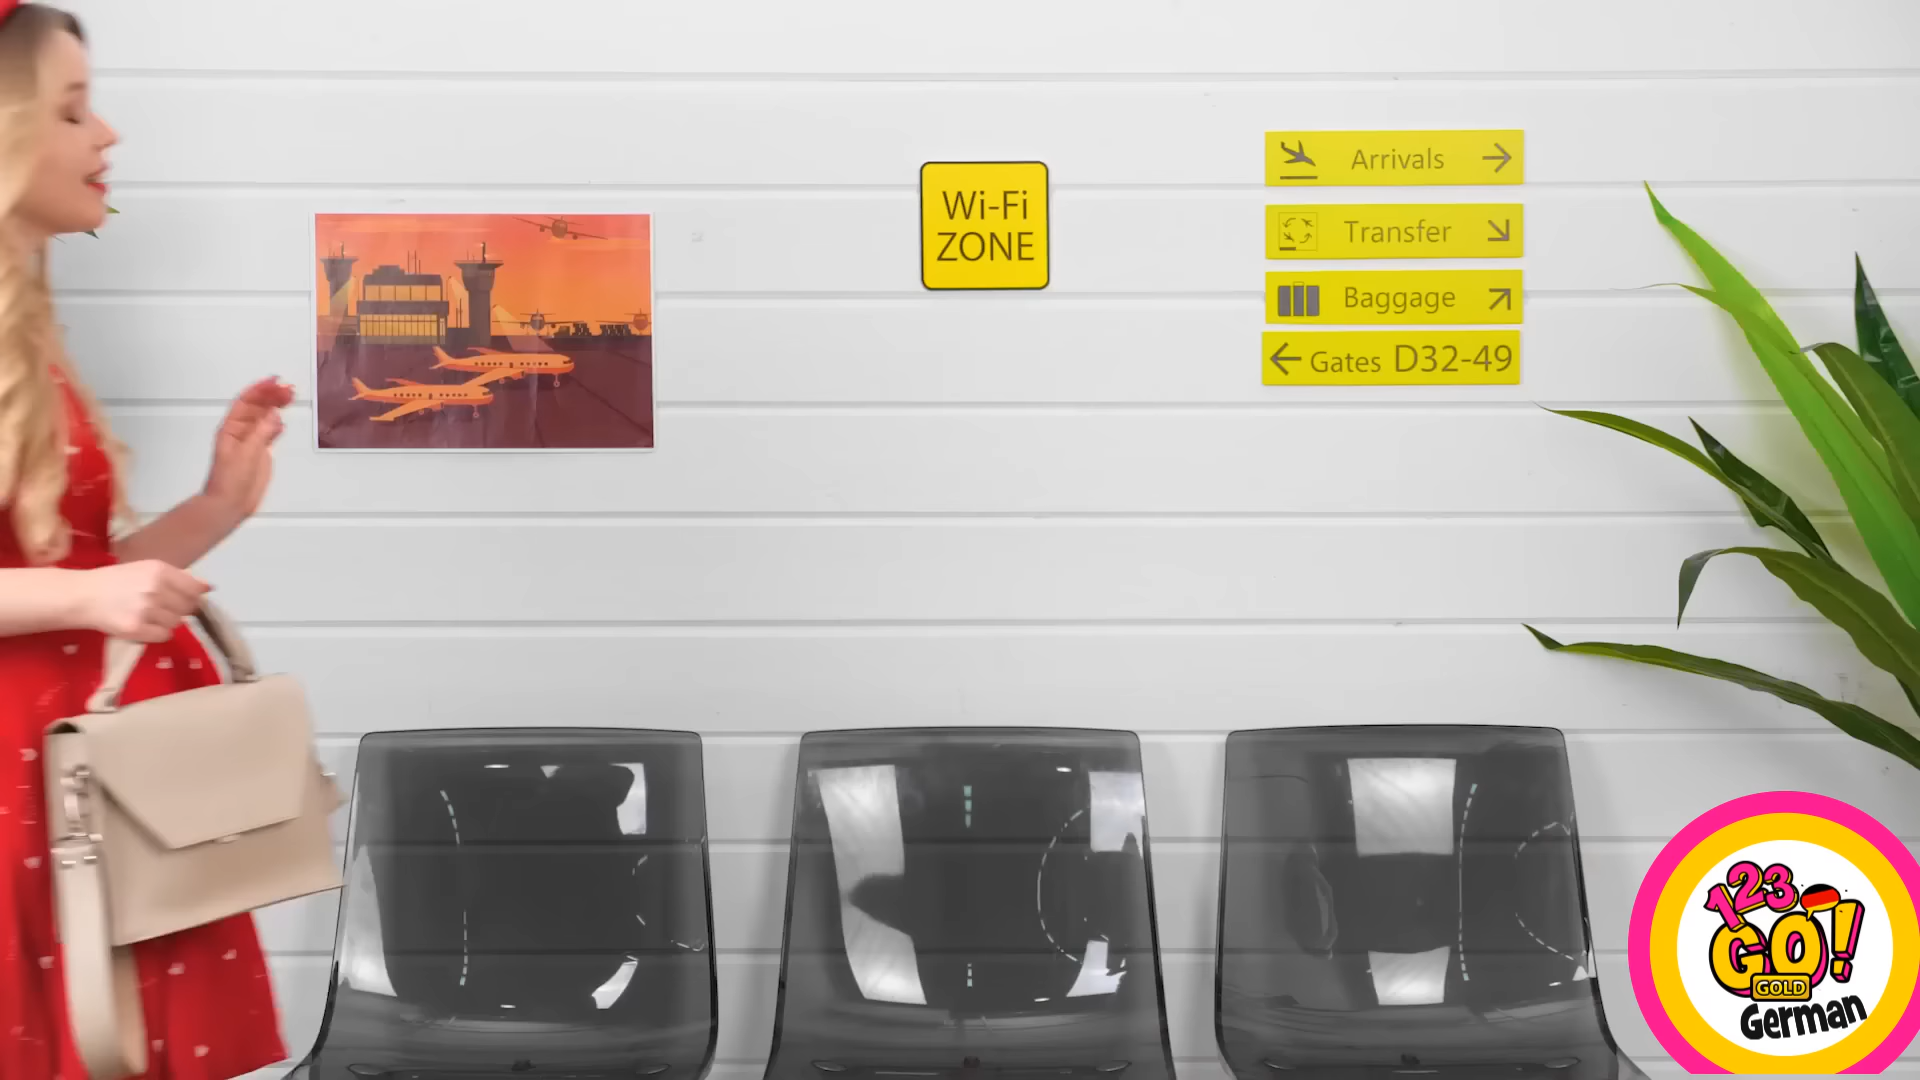 Wi-Fi
ZONE
Arrivals
Transfer
Baggage
Gates D32-49
123
GO!
GOLD
German